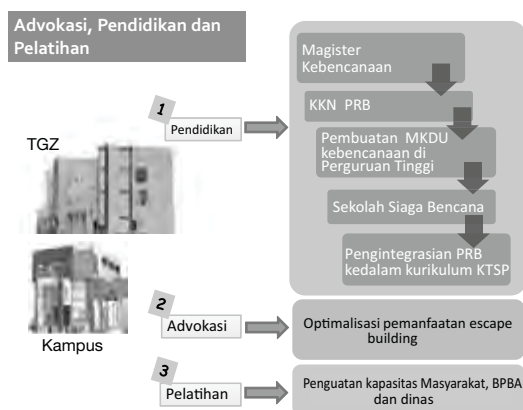 Advokasi, Pendidikan dan
Pelatihan
TGZ
Kampus
1
Pendidikan
Magister
Kebencanaan
KKN PRB
Pembuatan MKDU
kebencanaan di
Perguruan Tinggi
Sekolah Siaga Bencana
Pengintegrasian PRB
kedalam kurikulum KTSP
2
Advokasi
Optimalisasi pemanfaatan escape
building
3
Pelatihan
Penguatan kapasitas Masyarakat, BPBA
dan dinas